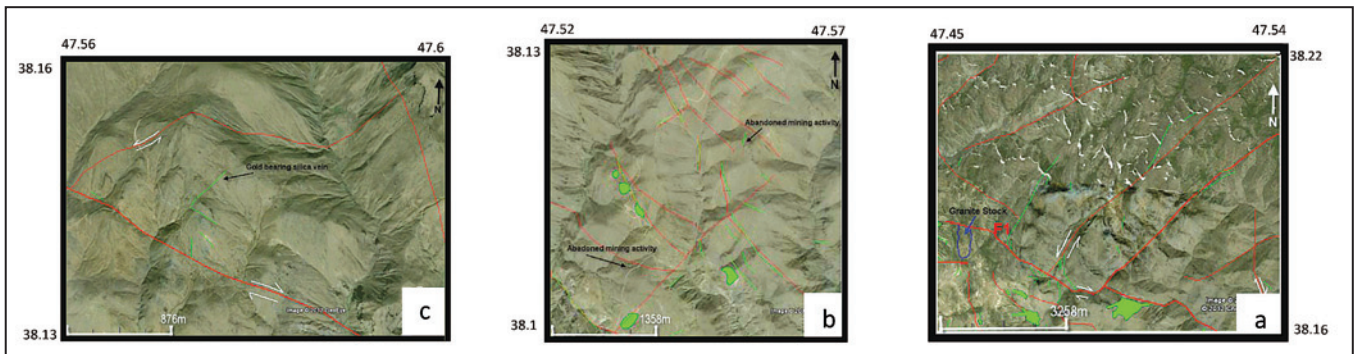 47.56
47.6
38.16
N
Gold bearing silica vein
876m
c
38.13
47.52
47.57
38.13
N
Abandoned mining activity
Abandoned mining activity
1358m
b
38.1
47.45
47.54
38.22
N
Granite Stock
F1
3258m
a
38.16